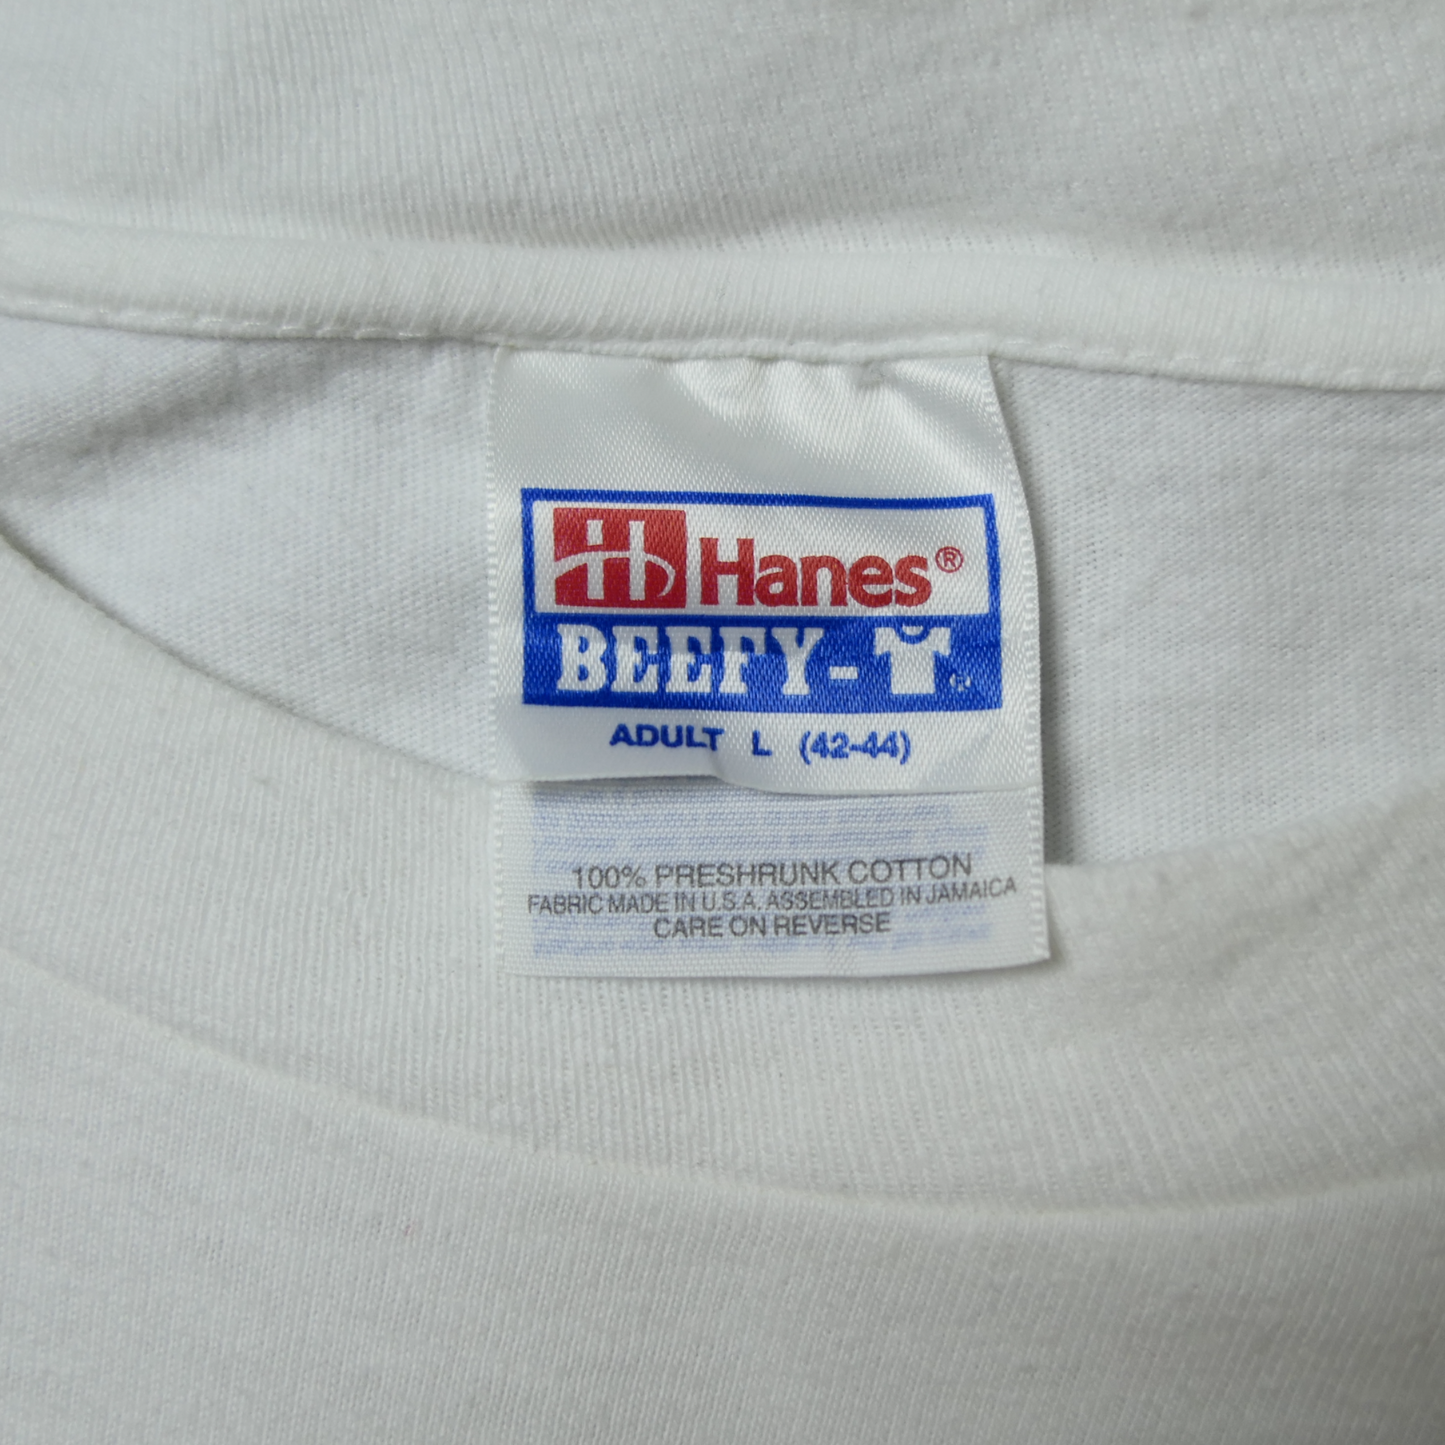 H Hanes®
BEEFY-
ADULT L (42-44)
100% PRESHRUNK COTTON
FABRIC MADE IN U.S.A. ASSEMBLED IN JAMAICA
CARE ON REVERSE